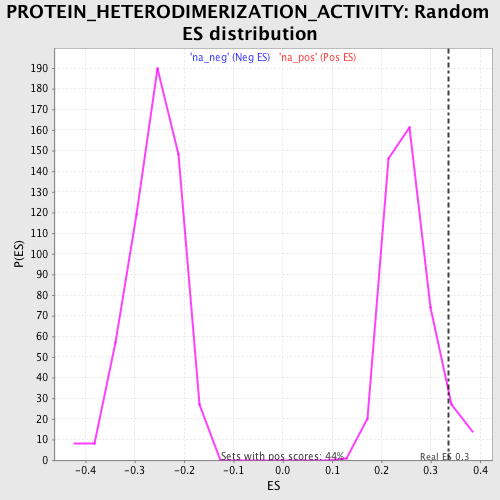 PROTEIN_HETERODIMERIZATION_ACTIVITY: Random
ES distribution
'na_neg' (Neg ES) 'na_pos' (Pos ES)
190
180
170
160
150
140
130
120
110
100
90
80
70
60
50
40
30
20
10
0
P(ES)
Sets with pos scores: 44%
Real ES 0.3
-0.4 -0.3 -0.2 -0.1 0.0 0.1 0.2 0.3 0.4
ES